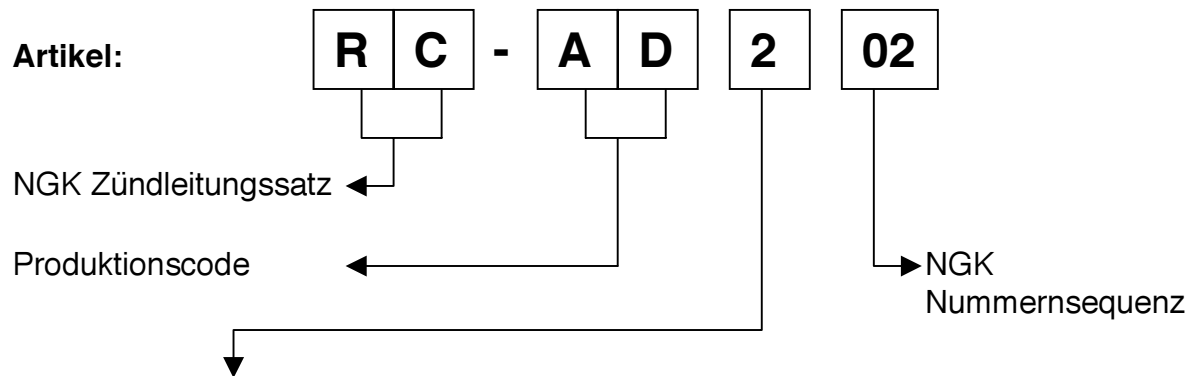 Artikel: R C - A D 2 02
NGK Zündleitungssatz
Produktionscode
NGK
Nummernsequenz